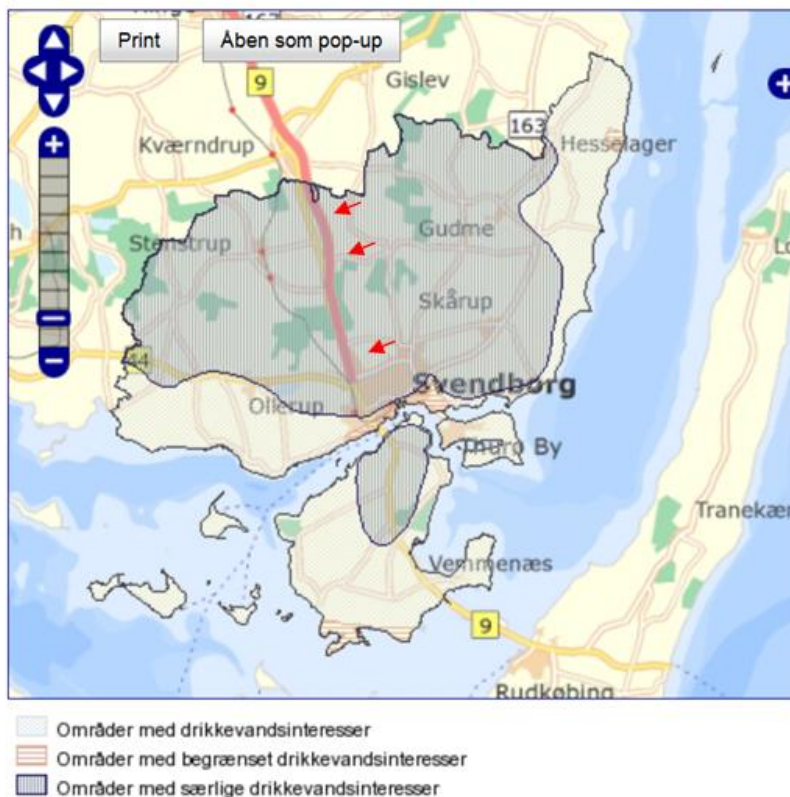 163
Print
Åben som pop-up
9
Gislev
163
Kværndrup
Hesselager
Gudme
Stenstrup
Skårup
44
Svendborg
Ollerup
Thurø By
Tranekær
Vemmenæs
9
Rudkøbing
Områder med drikkevandsinteresser
Områder med begrænset drikkevandsinteresser
Områder med særlige drikkevandsinteresser